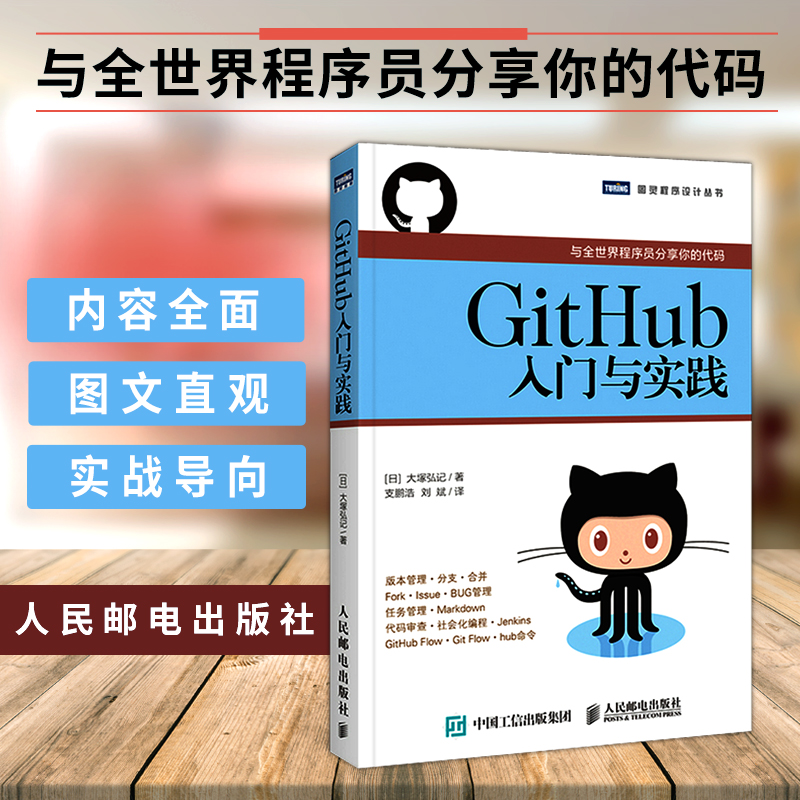 与全世界程序员分享你的代码
内容全面
图文直观
实战导向
人民邮电出版社
TURING
GitHub入门与实践
[日] 大塚弘记/著
人民邮电出版社
TURING 图灵程序设计丛书
与全世界程序员分享你的代码
GitHub
入门与实践
[日] 大塚弘记/著
支鹏浩 刘斌/译
版本管理·分支·合并
Fork·Issue·BUG管理
任务管理·Markdown
代码审查·社会化编程·Jenkins
GitHub Flow·Git Flow·hub命令
中国工信出版集团
人民邮电出版社
POSTS & TELECOM PRESS